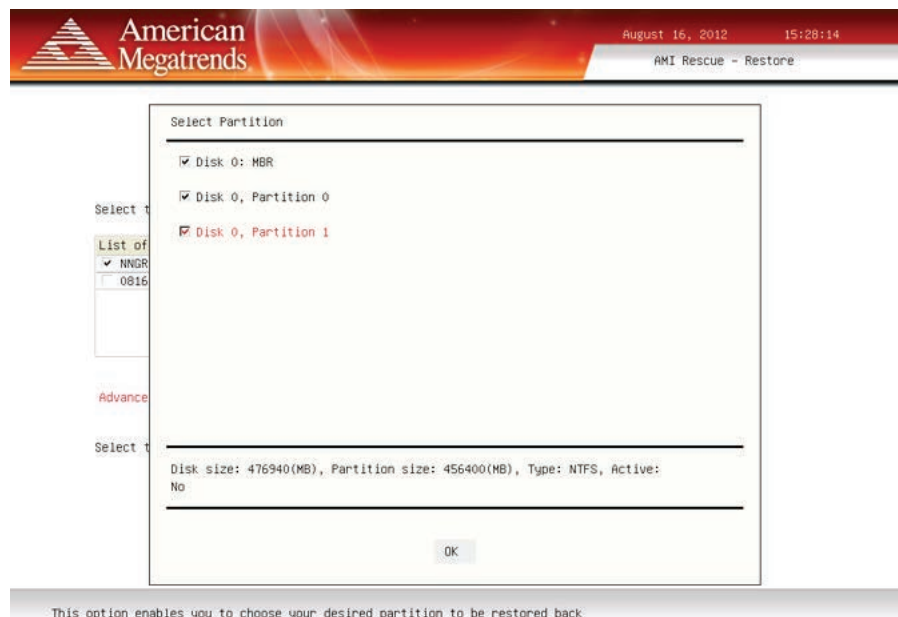 American
Megatrends
August 16, 2012 15:28:14
AMI Rescue - Restore
Select Partition
Disk 0: MBR
Disk 0, Partition 0
Select t
Disk 0, Partition 1
List of
NNGR
0816
Advance
Select t
Disk size: 476940(MB), Partition size: 456400(MB), Type: NTFS, Active:
No
OK
This option enables you to choose your desired partition to be restored back